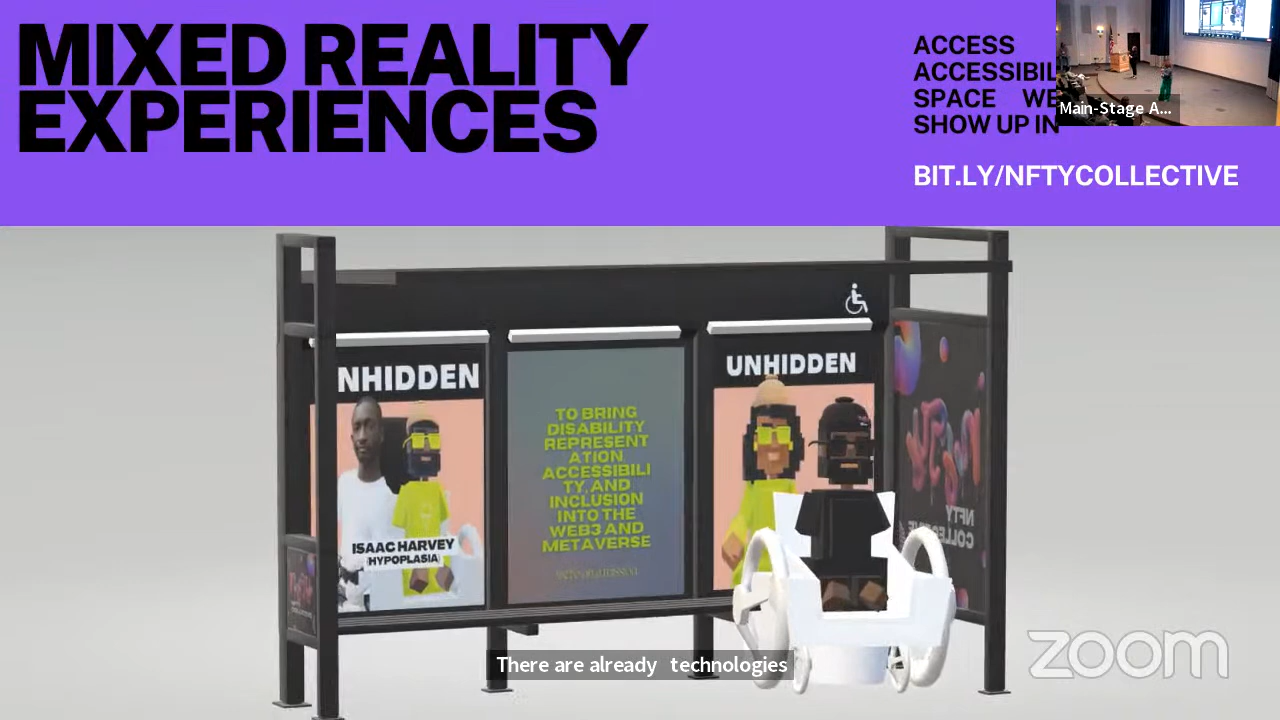 MIXED REALITY
EXPERIENCES
ACCESS
ACCESSIBIL
SPACE WE
SHOW UP IN
BIT.LY/NFTYCOLLECTIVE
Main-Stage A...
NHIDDEN
ISAAC HARVEY
(HYPOPLASIA)
TO BRING
DISABILITY
REPRESENT
ATION
ACCESSIBILI
TY, AND
INCLUSION
INTO THE
WEB3 AND
METAVERSE
UNHIDDEN
NFTY
There are already technologies
zoom